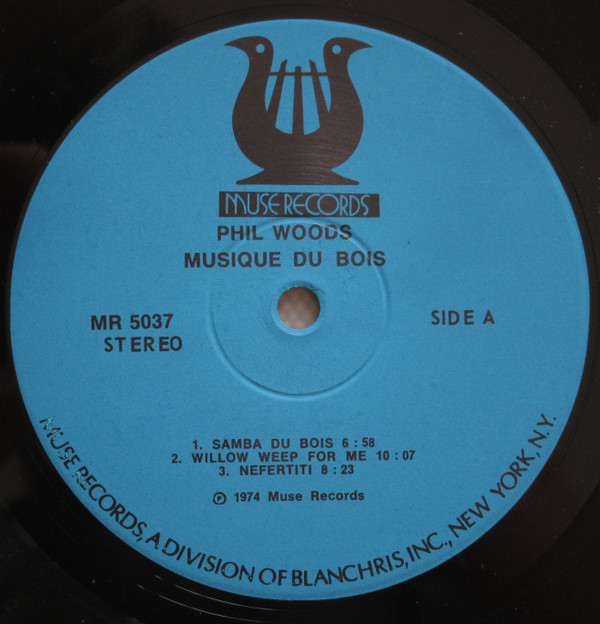 MUSE RECORDS
PHIL WOODS
MUSIQUE DU BOIS
MR 5037
STEREO
SIDE A
1. SAMBA DU BOIS 6:58
2. WILLOW WEEP FOR ME 10:07
3. NEFERTITI 8:23
℗ 1974 Muse Records
MUSE RECORDS, A DIVISION OF BLANCHRIS, INC., NEW YORK, N.Y.